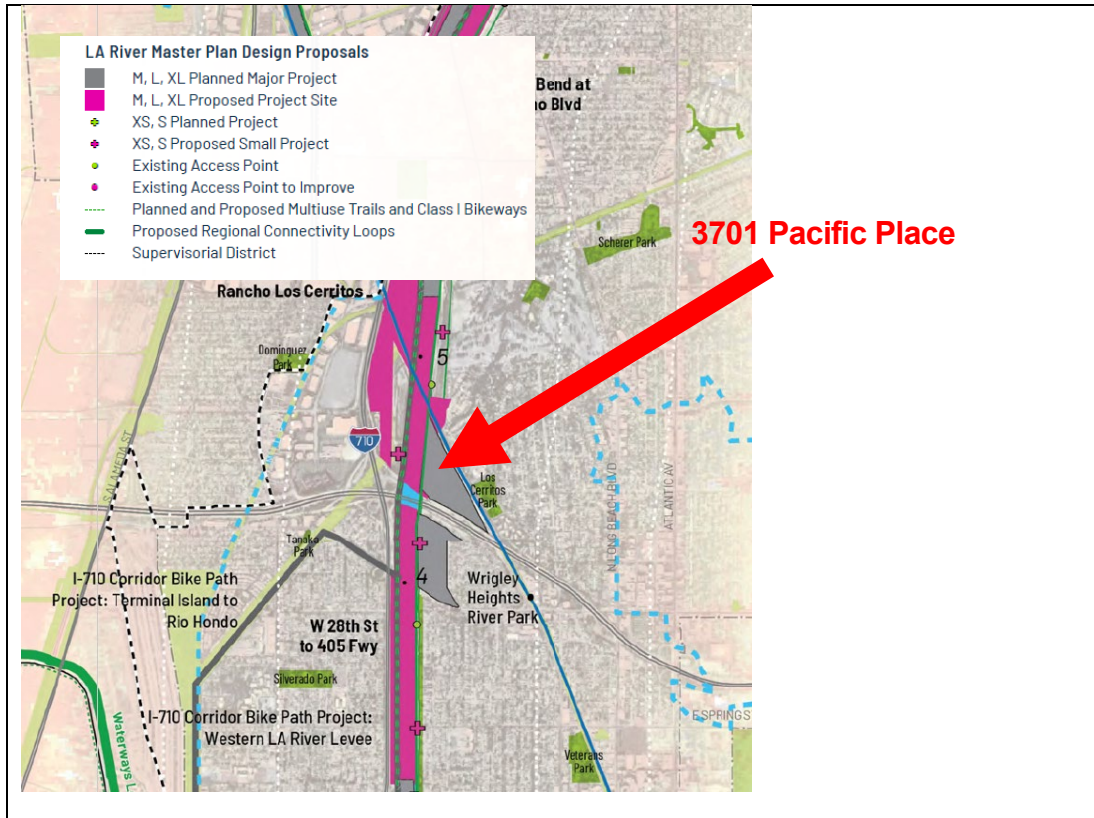 LA River Master Plan Design Proposals
M, L, XL Planned Major Project
M, L, XL Proposed Project Site
XS, S Planned Project
XS, S Proposed Small Project
Existing Access Point
Existing Access Point to Improve
Planned and Proposed Multiuse Trails and Class I Bikeways
Proposed Regional Connectivity Loops
Supervisorial District
Bend at
no Blvd
3701 Pacific Place
Scherer Park
Rancho Los Cerritos
Dominguez
Park
5
710
S ALAMEDA ST
Los
Cerritos
Park
N LONG BEACH BLVD
ATLANTIC AV
Tanaka
Park
4
I-710 Corridor Bike Path
Project: Terminal Island to
Rio Hondo
Wrigley
Heights
River Park
W 28th St
to 405 Fwy
Silverado Park
I-710 Corridor Bike Path Project:
Western LA River Levee
E SPRING S
Waterways L
Veterans
Park